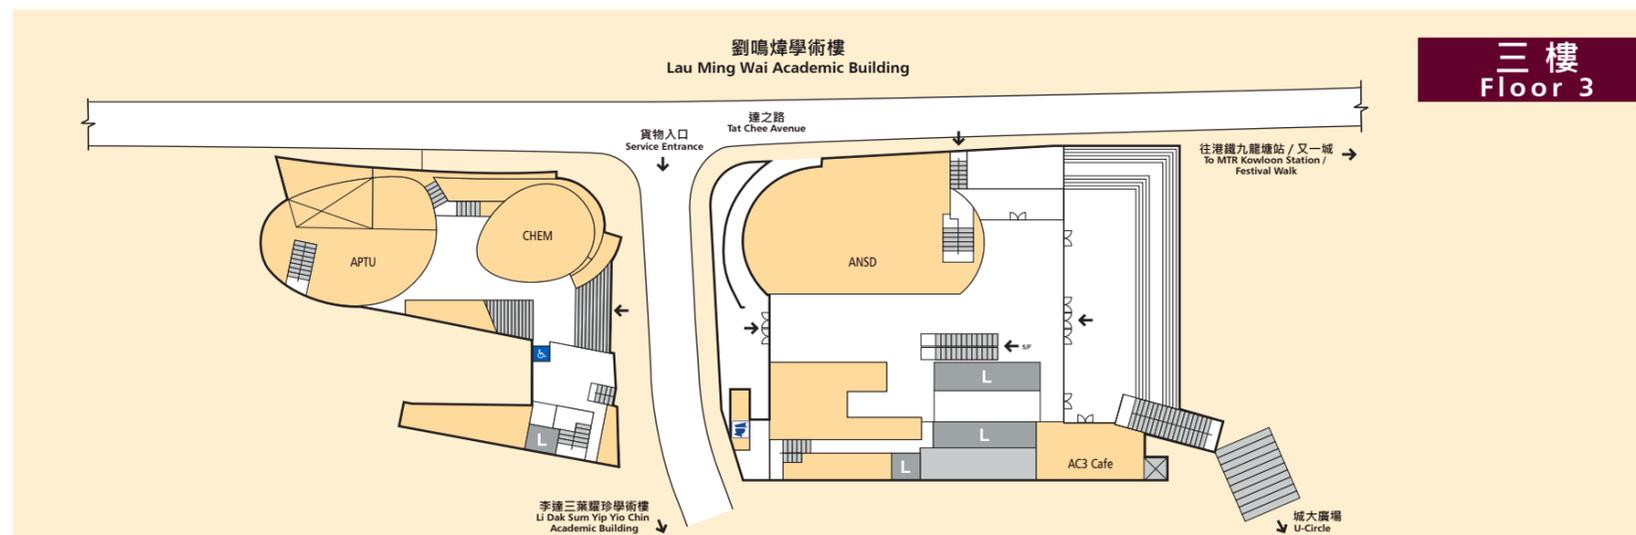 劉鳴煒學術樓
Lau Ming Wai Academic Building
三樓
Floor 3
達之路
Tat Chee Avenue
貨物入口
Service Entrance
往港鐵九龍塘站 / 又一城
To MTR Kowloon Station /
Festival Walk
CHEM
APTU
ANSD
5/F
L
L
L
L
AC3 Cafe
李達三葉耀珍學術樓
Li Dak Sum Yip Yio Chin
Academic Building
城大廣場
U-Circle